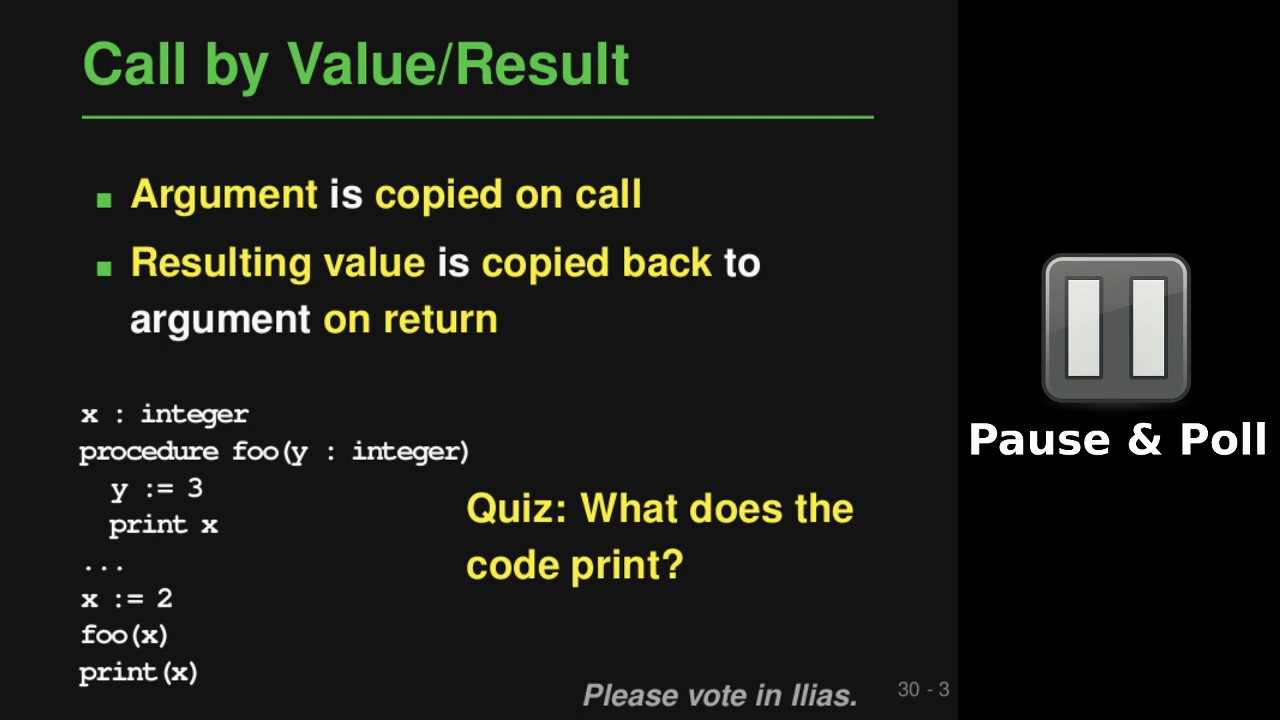 Call by Value/Result
Argument is copied on call
Resulting value is copied back to
argument on return
x : integer
procedure foo(y : integer)
y := 3
print x
...
x := 2
foo(x)
print(x)
Quiz: What does the
code print?
Please vote in Ilias.
30 - 3
Pause & Poll